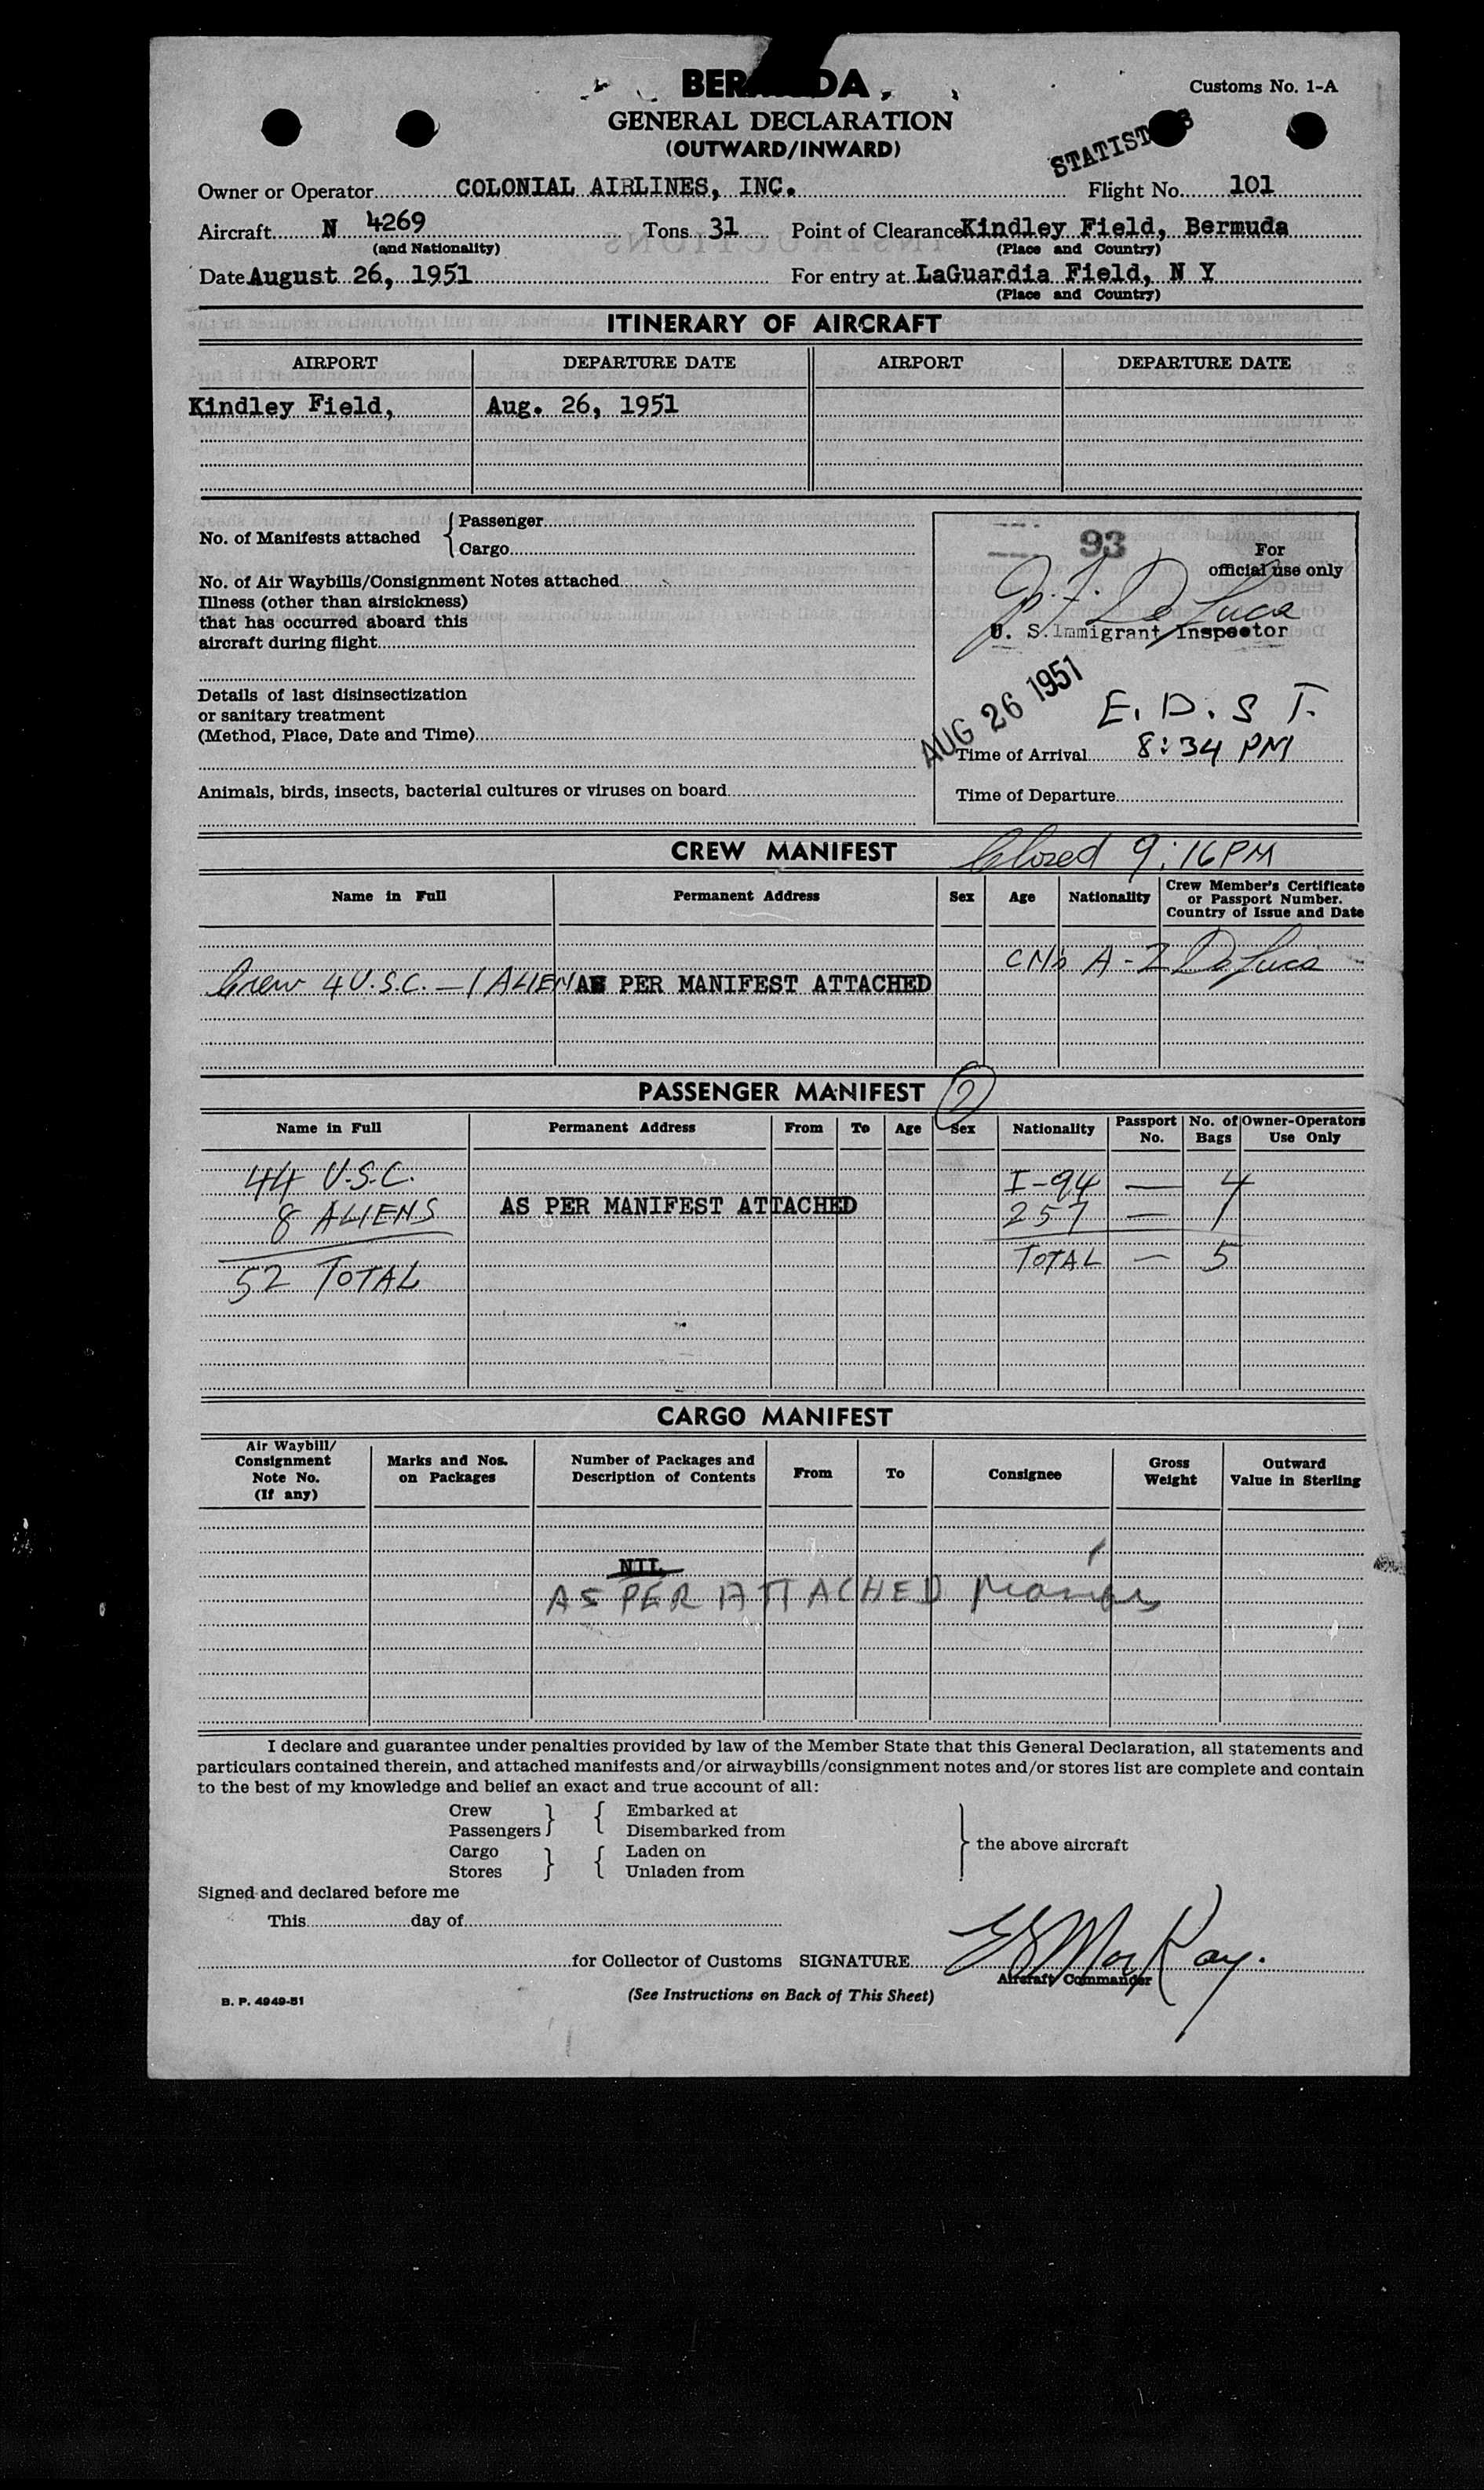 BERMUDA
Customs No. 1-A
GENERAL DECLARATION
(OUTWARD/INWARD)
STATISTICS
Owner or Operator COLONIAL AIRLINES, INC. Flight No. 101
Aircraft N 4269 Tons 31 Point of Clearance Kindley Field, Bermuda
(and Nationality) (Place and Country)
Date August 26, 1951 For entry at LaGuardia Field, N Y
(Place and Country)
ITINERARY OF AIRCRAFT
AIRPORT DEPARTURE DATE AIRPORT DEPARTURE DATE
Kindley Field, Aug. 26, 1951
No. of Manifests attached { Passenger
Cargo
No. of Air Waybills/Consignment Notes attached
Illness (other than airsickness)
that has occurred aboard this
aircraft during flight
Details of last disinsectization
or sanitary treatment
(Method, Place, Date and Time)
Animals, birds, insects, bacterial cultures or viruses on board
93
For
official use only
De Luca
U. S. Immigrant Inspector
AUG 26 1951
E. D. S T.
Time of Arrival 8:34 PM
Time of Departure
CREW MANIFEST Closed 9:16 PM
Name in Full Permanent Address Sex Age Nationality Crew Member's Certificate
or Passport Number.
Country of Issue and Date
A-2 De Luca
Crew 4 U.S.C. — 1 ALIEN AS PER MANIFEST ATTACHED
PASSENGER MANIFEST 2
Name in Full Permanent Address From To Age Sex Nationality Passport No. No. of Bags Owner-Operators Use Only
44 U.S.C. I-94 — 4
8 ALIENS AS PER MANIFEST ATTACHED 257 — 1
52 TOTAL TOTAL — 5
CARGO MANIFEST
Air Waybill/
Consignment
Note No.
(If any)
Marks and Nos.
on Packages
Number of Packages and
Description of Contents
From To Consignee
Gross
Weight
Outward
Value in Sterling
NIL
AS PER ATTACHED
I declare and guarantee under penalties provided by law of the Member State that this General Declaration, all statements and
particulars contained therein, and attached manifests and/or airwaybills/consignment notes and/or stores list are complete and contain
to the best of my knowledge and belief an exact and true account of all:
Crew } { Embarked at
Passengers Disembarked from
Cargo } { Laden on } the above aircraft
Stores Unladen from
Signed and declared before me
This day of
for Collector of Customs SIGNATURE
Aircraft Commander
B. P. 4949-51
(See Instructions on Back of This Sheet)